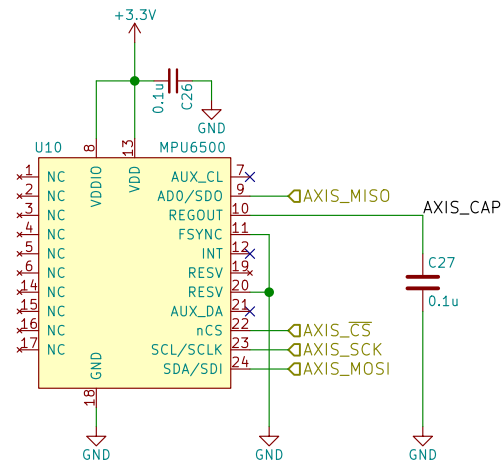 +3.3V
0.1u
C26
GND
U10
MPU6500
8
13
VDDIO
VDD
1 NC
2 NC
3 NC
4 NC
5 NC
6 NC
14 NC
15 NC
16 NC
17 NC
AUX_CL 7
AD0/SDO 9 AXIS_MISO
REGOUT 10 AXIS_CAP
FSYNC 11
INT 12
RESV 19
RESV 20
AUX_DA 21
nCS 22 AXIS_CS
SCL/SCLK 23 AXIS_SCK
SDA/SDI 24 AXIS_MOSI
GND
18
C27
0.1u
GND
GND
GND